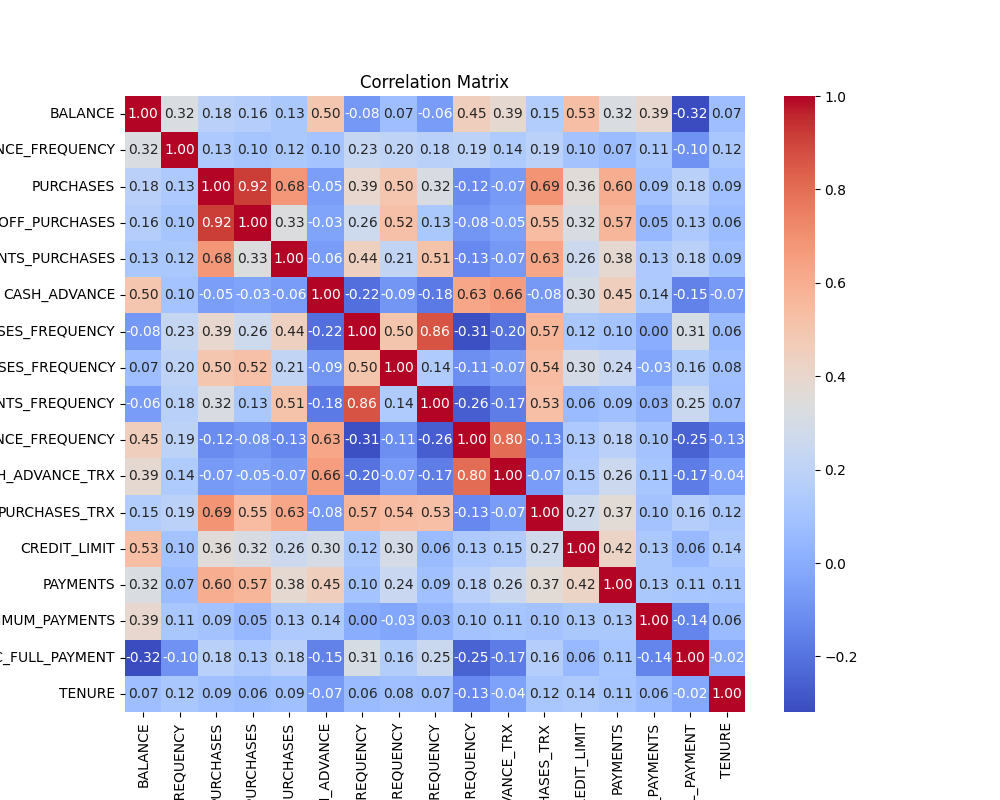 Correlation Matrix
BALANCE 1.00 0.32 0.18 0.16 0.13 0.50 -0.08 0.07 -0.06 0.45 0.39 0.15 0.53 0.32 0.39 -0.32 0.07
NCE_FREQUENCY 0.32 1.00 0.13 0.10 0.12 0.10 0.23 0.20 0.18 0.19 0.14 0.19 0.10 0.07 0.11 -0.10 0.12
PURCHASES 0.18 0.13 1.00 0.92 0.68 -0.05 0.39 0.50 0.32 -0.12 -0.07 0.69 0.36 0.60 0.09 0.18 0.09
OFF_PURCHASES 0.16 0.10 0.92 1.00 0.33 -0.03 0.26 0.52 0.13 -0.08 -0.05 0.55 0.32 0.57 0.05 0.13 0.06
NTS_PURCHASES 0.13 0.12 0.68 0.33 1.00 -0.06 0.44 0.21 0.51 -0.13 -0.07 0.63 0.26 0.38 0.13 0.18 0.09
CASH_ADVANCE 0.50 0.10 -0.05 -0.03 -0.06 1.00 -0.22 -0.09 -0.18 0.63 0.66 -0.08 0.30 0.45 0.14 -0.15 -0.07
SES_FREQUENCY -0.08 0.23 0.39 0.26 0.44 -0.22 1.00 0.50 0.86 -0.31 -0.20 0.57 0.12 0.10 0.00 0.31 0.06
SES_FREQUENCY 0.07 0.20 0.50 0.52 0.21 -0.09 0.50 1.00 0.14 -0.11 -0.07 0.54 0.30 0.24 -0.03 0.16 0.08
NTS_FREQUENCY -0.06 0.18 0.32 0.13 0.51 -0.18 0.86 0.14 1.00 -0.26 -0.17 0.53 0.06 0.09 0.03 0.25 0.07
NCE_FREQUENCY 0.45 0.19 -0.12 -0.08 -0.13 0.63 -0.31 -0.11 -0.26 1.00 0.80 -0.13 0.13 0.18 0.10 -0.25 -0.13
H_ADVANCE_TRX 0.39 0.14 -0.07 -0.05 -0.07 0.66 -0.20 -0.07 -0.17 0.80 1.00 -0.07 0.15 0.26 0.11 -0.17 -0.04
PURCHASES_TRX 0.15 0.19 0.69 0.55 0.63 -0.08 0.57 0.54 0.53 -0.13 -0.07 1.00 0.27 0.37 0.10 0.16 0.12
CREDIT_LIMIT 0.53 0.10 0.36 0.32 0.26 0.30 0.12 0.30 0.06 0.13 0.15 0.27 1.00 0.42 0.13 0.06 0.14
PAYMENTS 0.32 0.07 0.60 0.57 0.38 0.45 0.10 0.24 0.09 0.18 0.26 0.37 0.42 1.00 0.13 0.11 0.11
MUM_PAYMENTS 0.39 0.11 0.09 0.05 0.13 0.14 0.00 -0.03 0.03 0.10 0.11 0.10 0.13 0.13 1.00 -0.14 0.06
C_FULL_PAYMENT -0.32 -0.10 0.18 0.13 0.18 -0.15 0.31 0.16 0.25 -0.25 -0.17 0.16 0.06 0.11 -0.14 1.00 -0.02
TENURE 0.07 0.12 0.09 0.06 0.09 -0.07 0.06 0.08 0.07 -0.13 -0.04 0.12 0.14 0.11 0.06 -0.02 1.00
BALANCE
REQUENCY
PURCHASES
PURCHASES
PURCHASES
H_ADVANCE
REQUENCY
REQUENCY
REQUENCY
REQUENCY
VANCE_TRX
HASES_TRX
EDIT_LIMIT
PAYMENTS
_PAYMENTS
L_PAYMENT
TENURE
1.0
0.8
0.6
0.4
0.2
0.0
−0.2